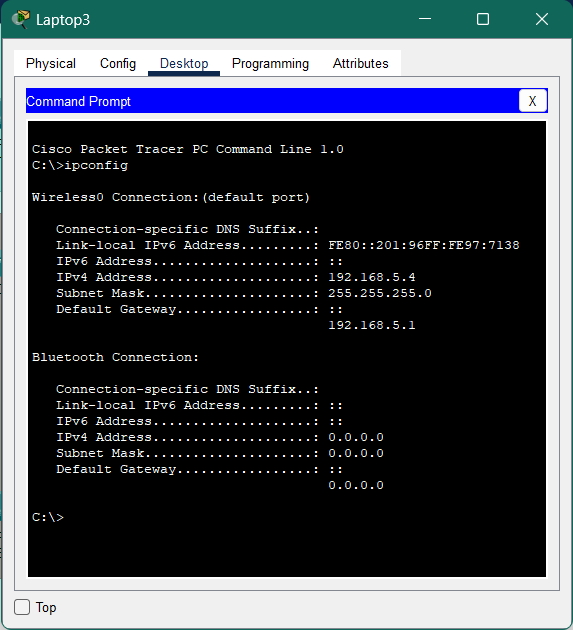 Laptop3
Physical Config Desktop Programming Attributes
Command Prompt X
Cisco Packet Tracer PC Command Line 1.0
C:\>ipconfig
Wireless0 Connection:(default port)
Connection-specific DNS Suffix..:
Link-local IPv6 Address.........: FE80::201:96FF:FE97:7138
IPv6 Address....................: ::
IPv4 Address....................: 192.168.5.4
Subnet Mask.....................: 255.255.255.0
Default Gateway.................: ::
192.168.5.1
Bluetooth Connection:
Connection-specific DNS Suffix..:
Link-local IPv6 Address.........: ::
IPv6 Address....................: ::
IPv4 Address....................: 0.0.0.0
Subnet Mask.....................: 0.0.0.0
Default Gateway.................: ::
0.0.0.0
C:\>
Top